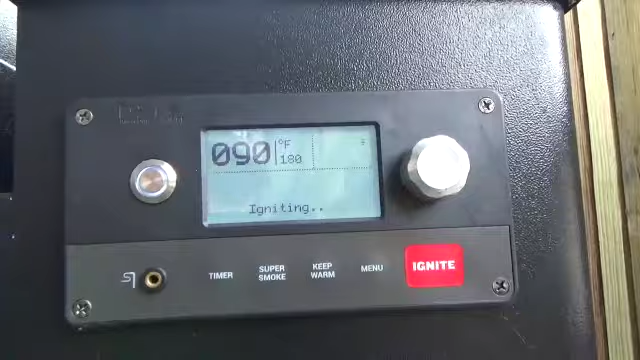 090 °F
180
Igniting..
TIMER
SUPER
SMOKE
KEEP
WARM
MENU
IGNITE